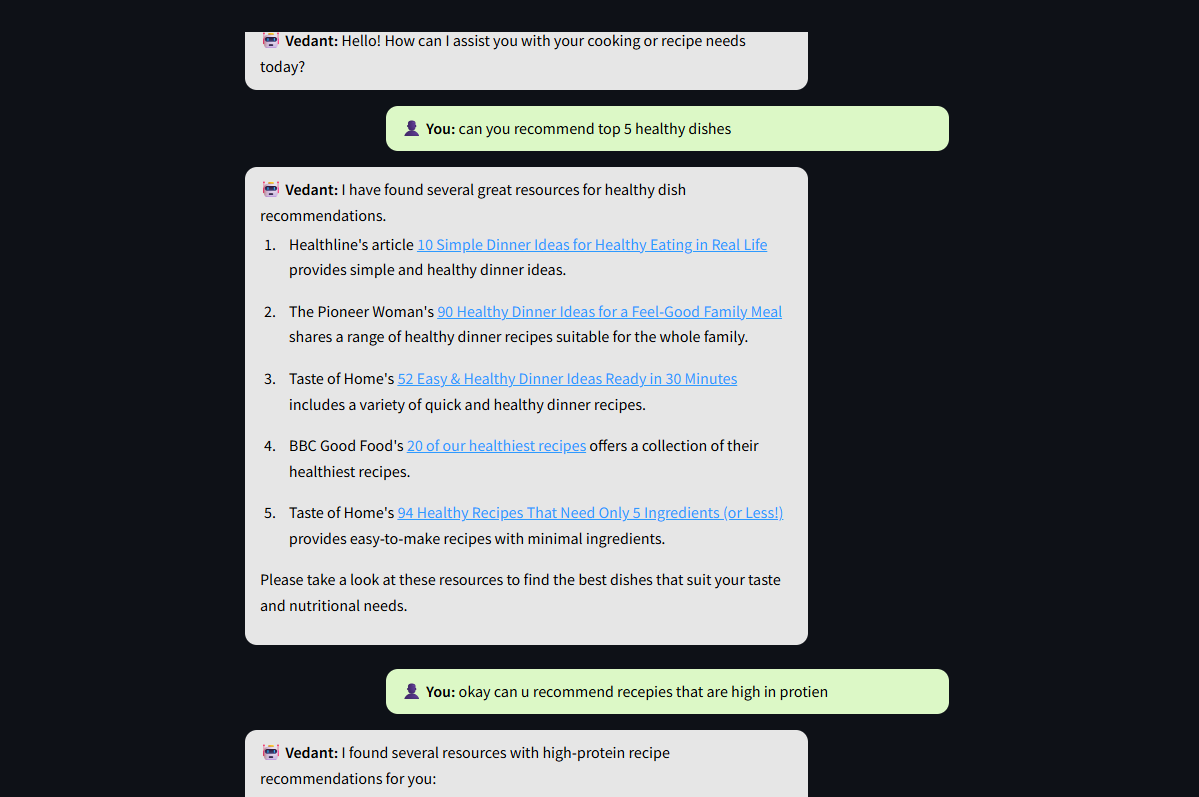 Vedant: Hello! How can I assist you with your cooking or recipe needs
today?
You: can you recommend top 5 healthy dishes
Vedant: I have found several great resources for healthy dish
recommendations.
1. Healthline's article 10 Simple Dinner Ideas for Healthy Eating in Real Life
provides simple and healthy dinner ideas.
2. The Pioneer Woman's 90 Healthy Dinner Ideas for a Feel-Good Family Meal
shares a range of healthy dinner recipes suitable for the whole family.
3. Taste of Home's 52 Easy & Healthy Dinner Ideas Ready in 30 Minutes
includes a variety of quick and healthy dinner recipes.
4. BBC Good Food's 20 of our healthiest recipes offers a collection of their
healthiest recipes.
5. Taste of Home's 94 Healthy Recipes That Need Only 5 Ingredients (or Less!)
provides easy-to-make recipes with minimal ingredients.
Please take a look at these resources to find the best dishes that suit your taste
and nutritional needs.
You: okay can u recommend recepies that are high in protien
Vedant: I found several resources with high-protein recipe
recommendations for you: